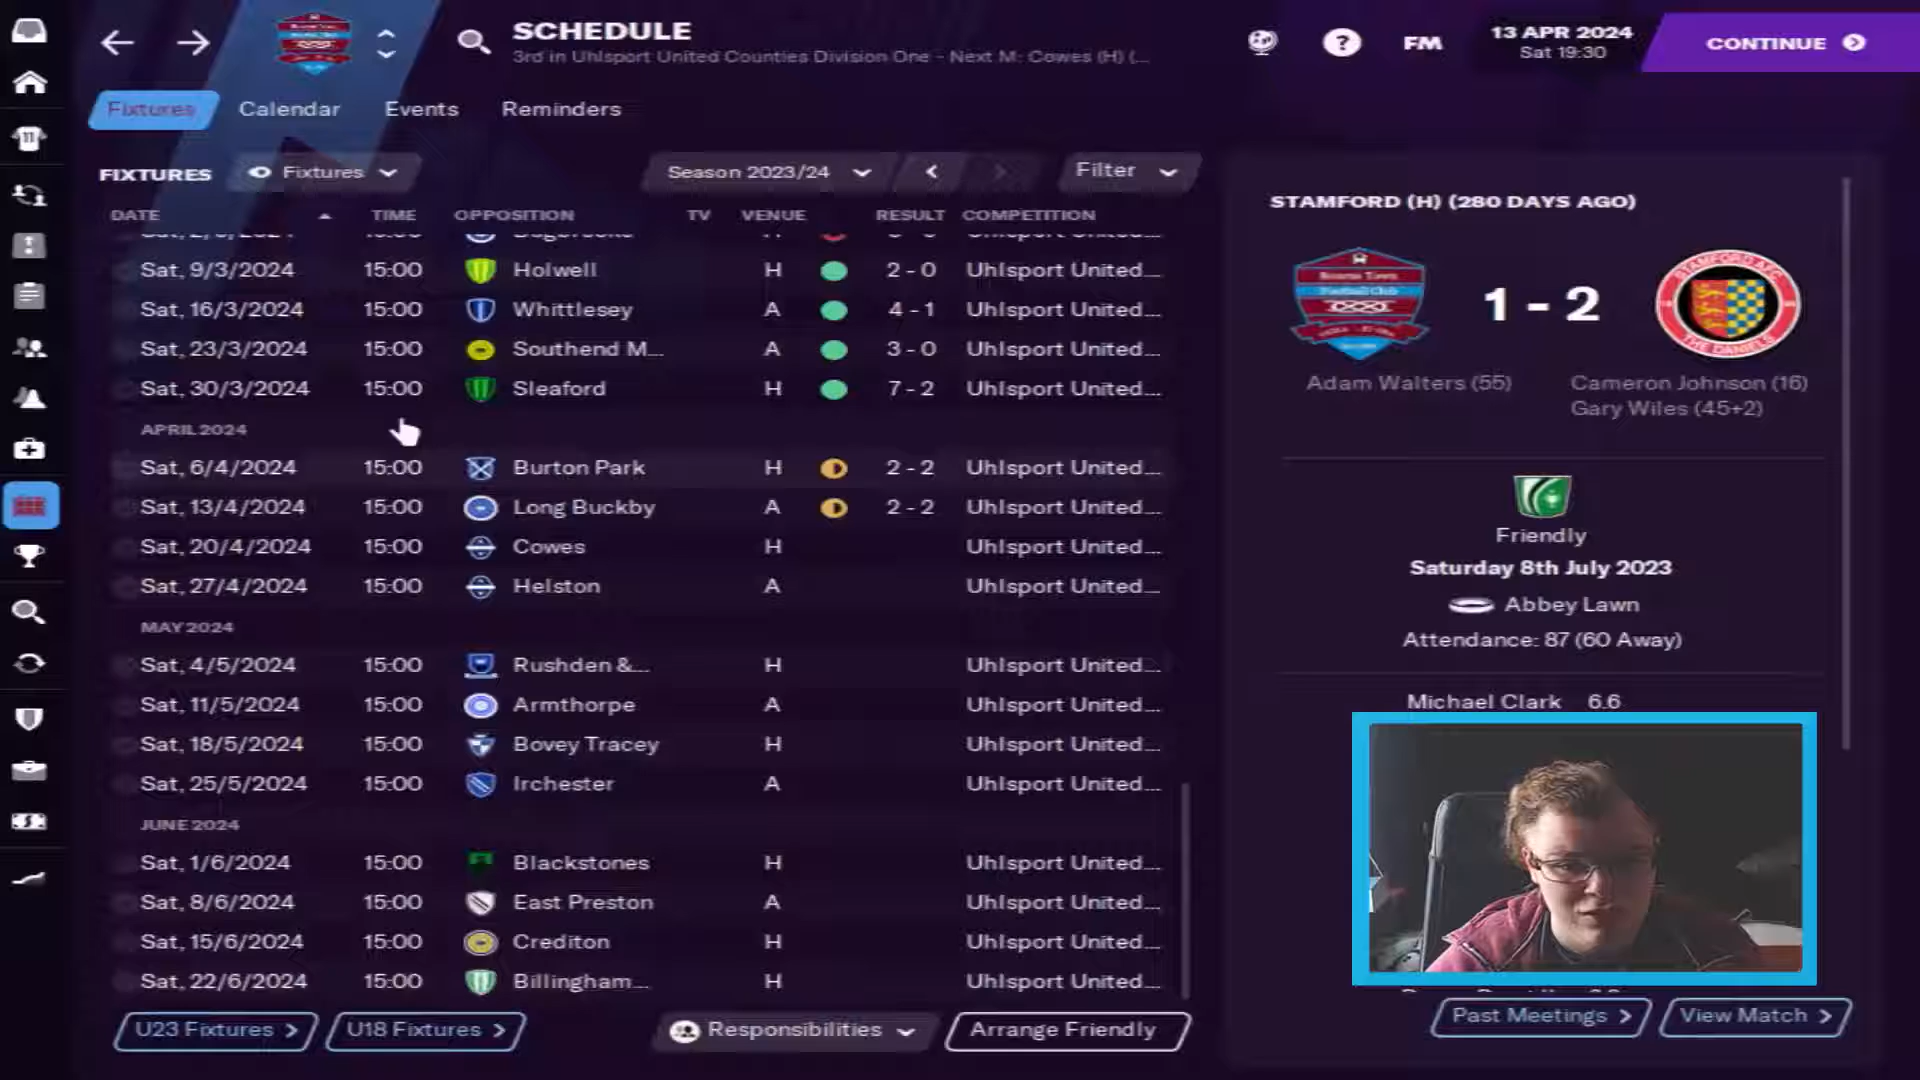 SCHEDULE
3rd in Uhlsport United Counties Division One - Next M: Cowes (H) (...
FM
13 APR 2024
Sat 19:30
CONTINUE
Fixtures Calendar Events Reminders
FIXTURES Fixtures Season 2023/24 Filter
DATE TIME OPPOSITION TV VENUE RESULT COMPETITION
Sat, 9/3/2024 15:00 Holwell H 2 - 0 Uhlsport United...
Sat, 16/3/2024 15:00 Whittlesey A 4 - 1 Uhlsport United...
Sat, 23/3/2024 15:00 Southend M... A 3 - 0 Uhlsport United...
Sat, 30/3/2024 15:00 Sleaford H 7 - 2 Uhlsport United...
APRIL 2024
Sat, 6/4/2024 15:00 Burton Park H 2 - 2 Uhlsport United...
Sat, 13/4/2024 15:00 Long Buckby A 2 - 2 Uhlsport United...
Sat, 20/4/2024 15:00 Cowes H Uhlsport United...
Sat, 27/4/2024 15:00 Helston A Uhlsport United...
MAY 2024
Sat, 4/5/2024 15:00 Rushden &... H Uhlsport United...
Sat, 11/5/2024 15:00 Armthorpe A Uhlsport United...
Sat, 18/5/2024 15:00 Bovey Tracey H Uhlsport United...
Sat, 25/5/2024 15:00 Irchester A Uhlsport United...
JUNE 2024
Sat, 1/6/2024 15:00 Blackstones H Uhlsport United...
Sat, 8/6/2024 15:00 East Preston A Uhlsport United...
Sat, 15/6/2024 15:00 Crediton H Uhlsport United...
Sat, 22/6/2024 15:00 Billingham... H Uhlsport United...
U23 Fixtures U18 Fixtures Responsibilities Arrange Friendly
STAMFORD (H) (280 DAYS AGO)
Bourne Town
Football Club
STAMFORD AFC
THE DANIELS
1 - 2
Adam Walters (55)
Cameron Johnson (16)
Gary Wiles (45+2)
Friendly
Saturday 8th July 2023
Abbey Lawn
Attendance: 87 (60 Away)
Michael Clark 6.6
Past Meetings View Match